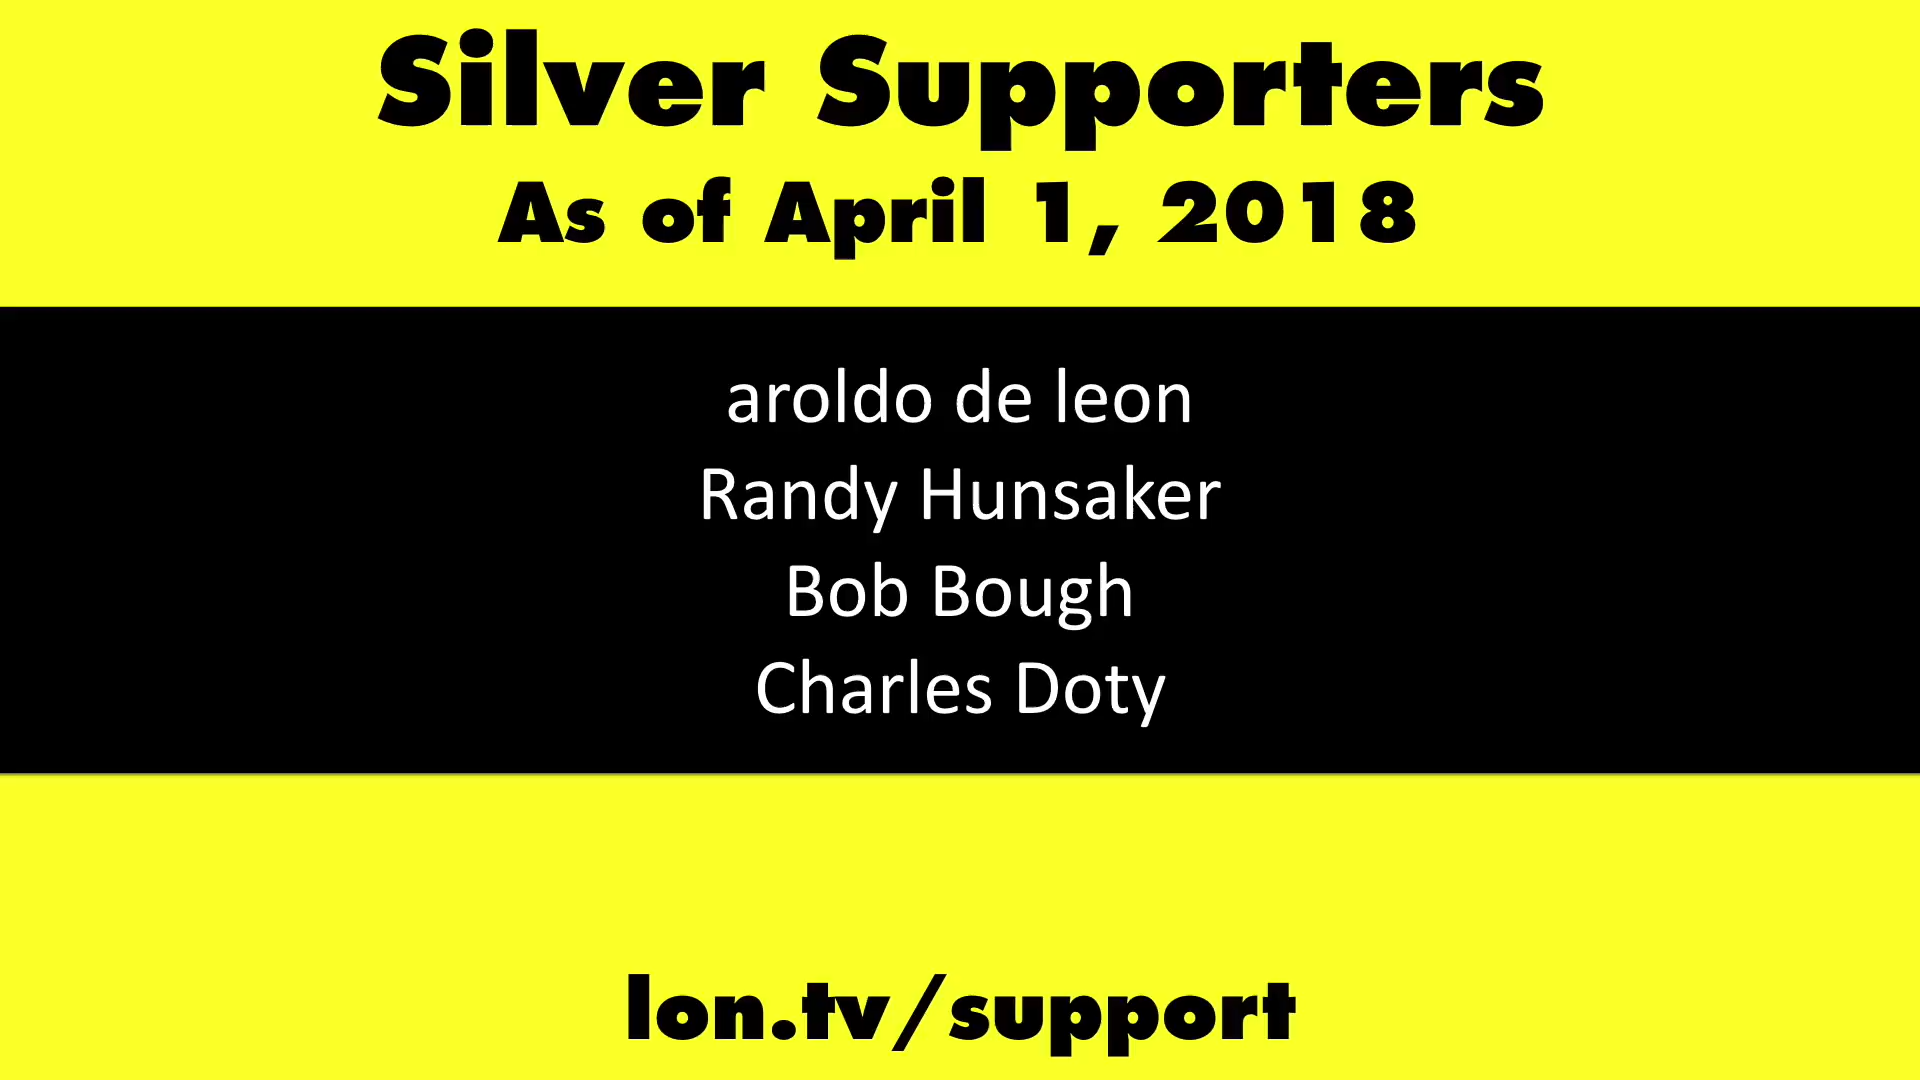 Silver Supporters
As of April 1, 2018
aroldo de leon
Randy Hunsaker
Bob Bough
Charles Doty
lon.tv/support